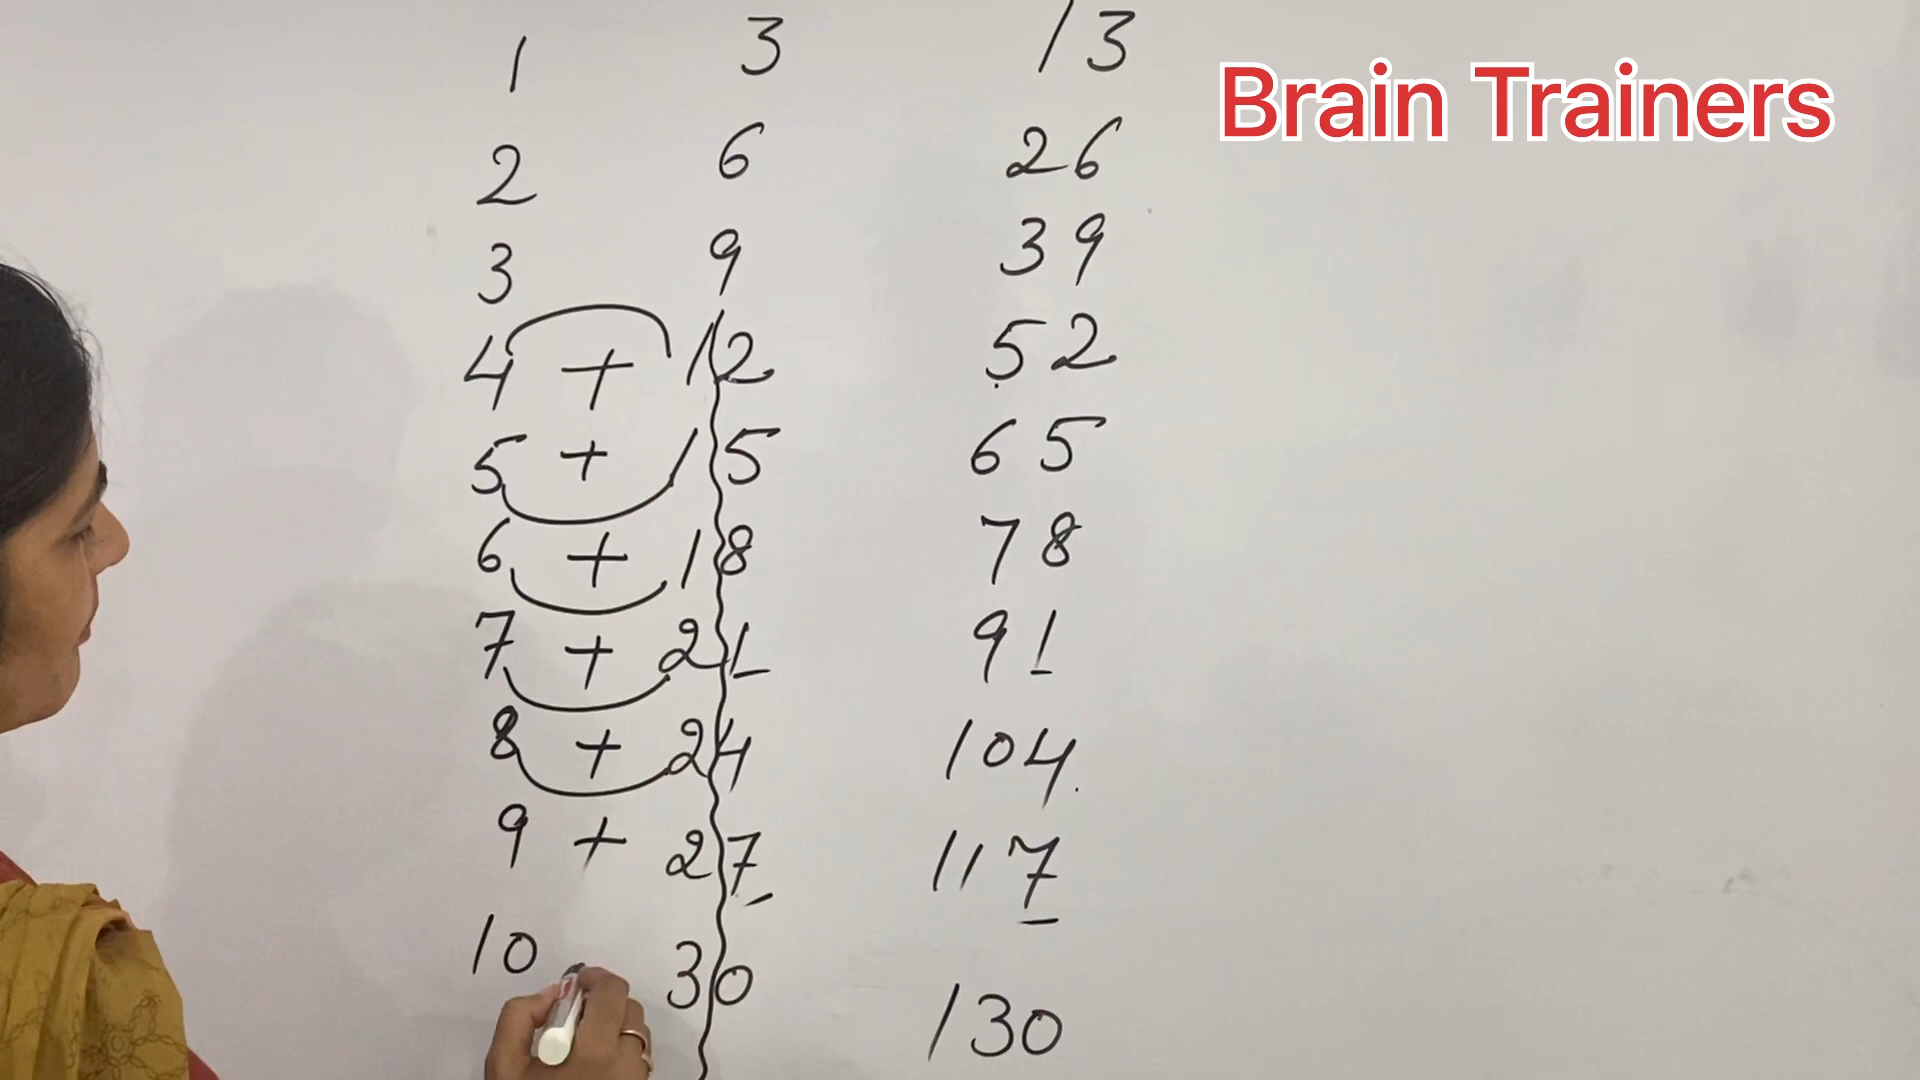 1 3 13
Brain Trainers
2 6 26
3 9 39
4 + 12 52
5 + 15 65
6 + 18 78
7 + 21 91
8 + 24 104
9 + 27 117
10 30 130